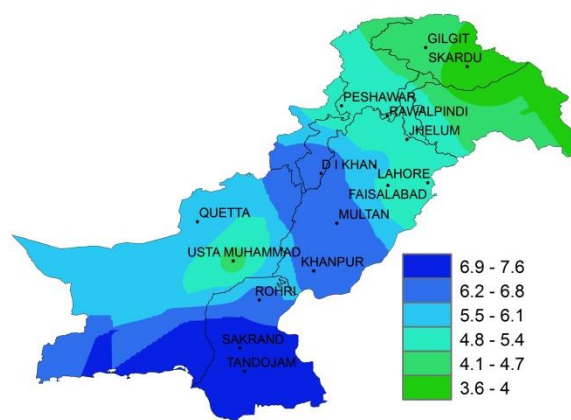 GILGIT
SKARDU
PESHAWAR
RAWALPINDI
JHELUM
D I KHAN
LAHORE
FAISALABAD
QUETTA
MULTAN
USTA MUHAMMAD
KHANPUR
ROHRI
SAKRAND
TANDOJAM
6.9 - 7.6
6.2 - 6.8
5.5 - 6.1
4.8 - 5.4
4.1 - 4.7
3.6 - 4